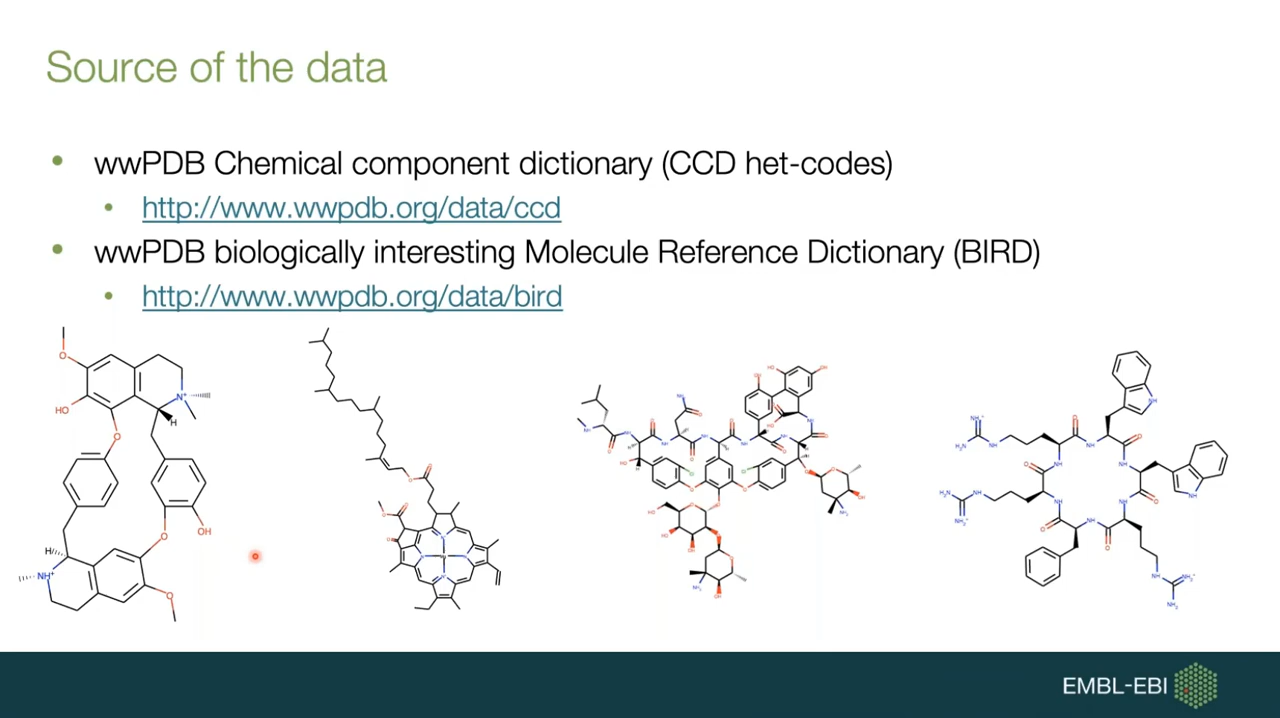 Source of the data
wwPDB Chemical component dictionary (CCD het-codes)
http://www.wwpdb.org/data/ccd
wwPDB biologically interesting Molecule Reference Dictionary (BIRD)
http://www.wwpdb.org/data/bird
EMBL-EBI